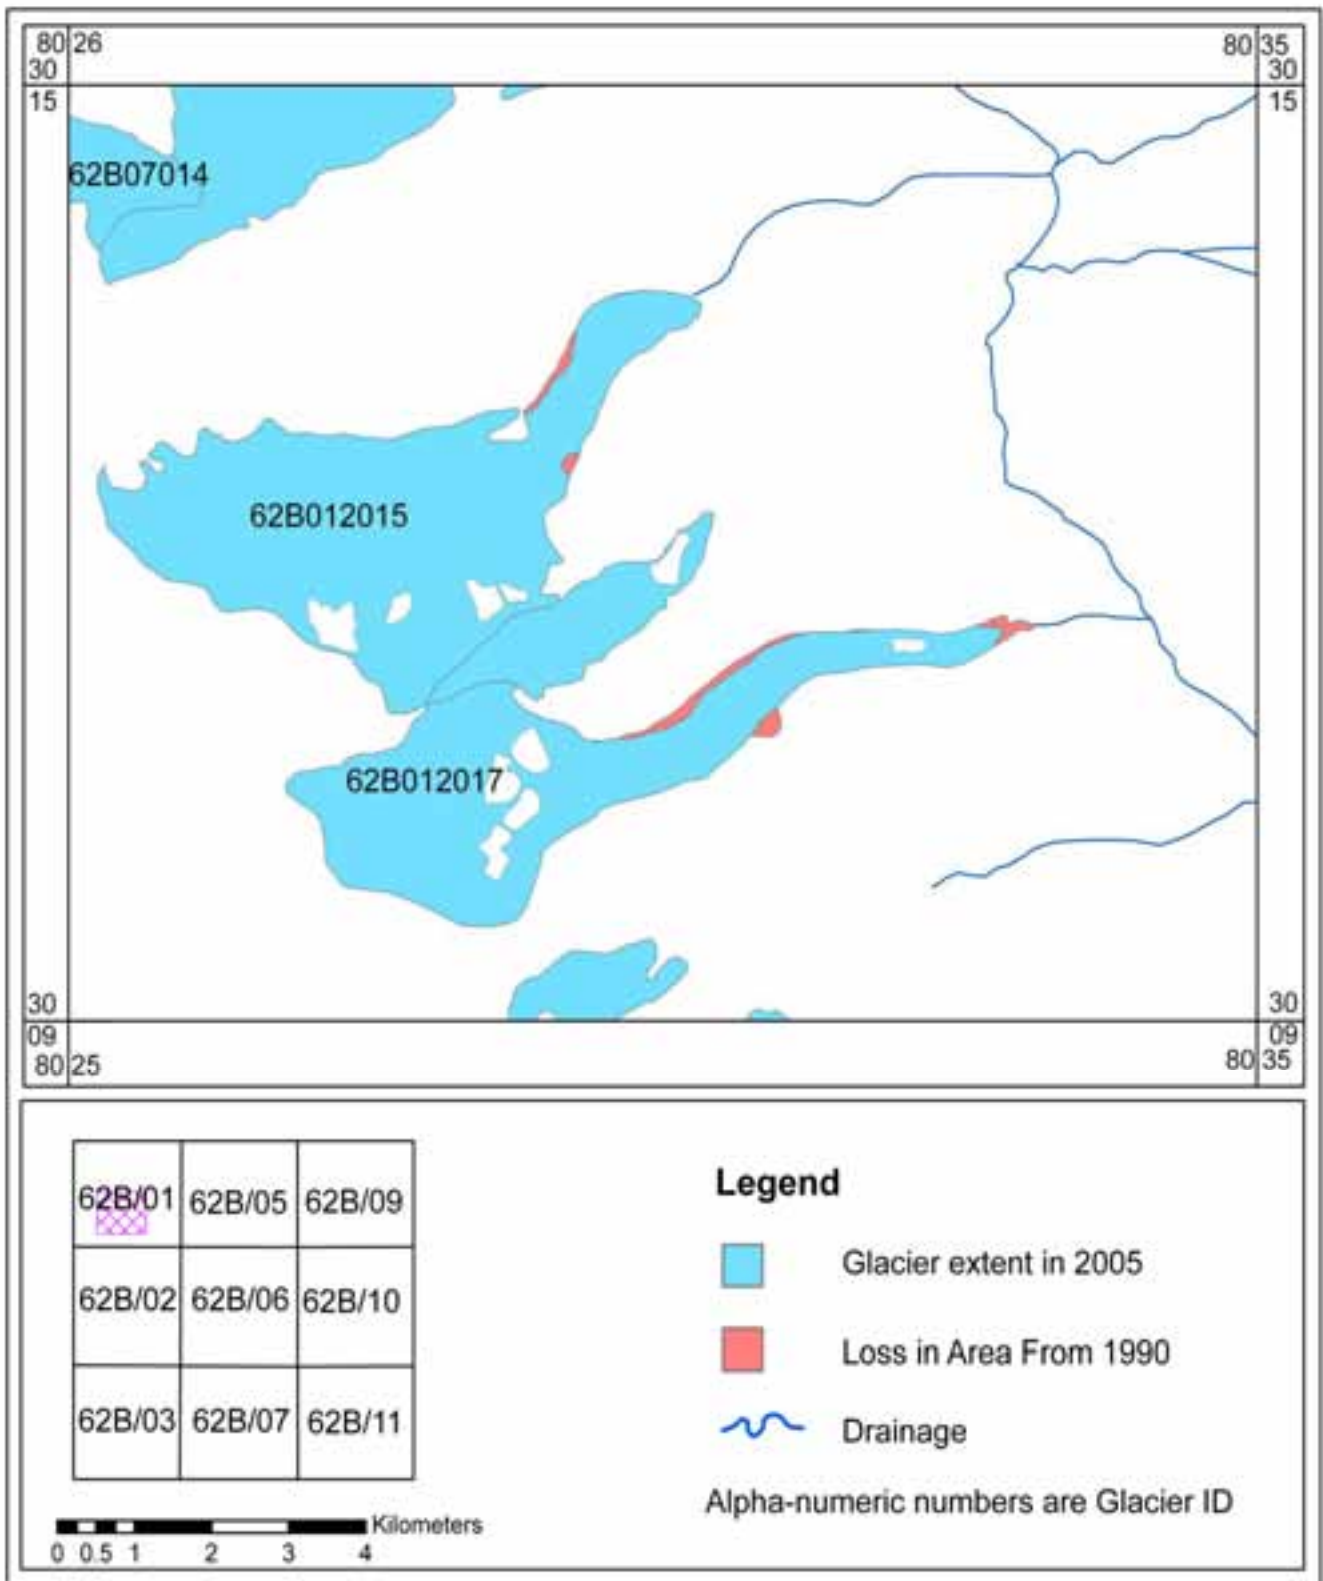 80 26
80 35
30
30
15
15
62B07014
62B012015
62B012017
30
30
09
09
80 25
80 35
62B/01 62B/05 62B/09
62B/02 62B/06 62B/10
62B/03 62B/07 62B/11
Legend
Glacier extent in 2005
Loss in Area From 1990
Drainage
Alpha-numeric numbers are Glacier ID
Kilometers
0 0.5 1 2 3 4